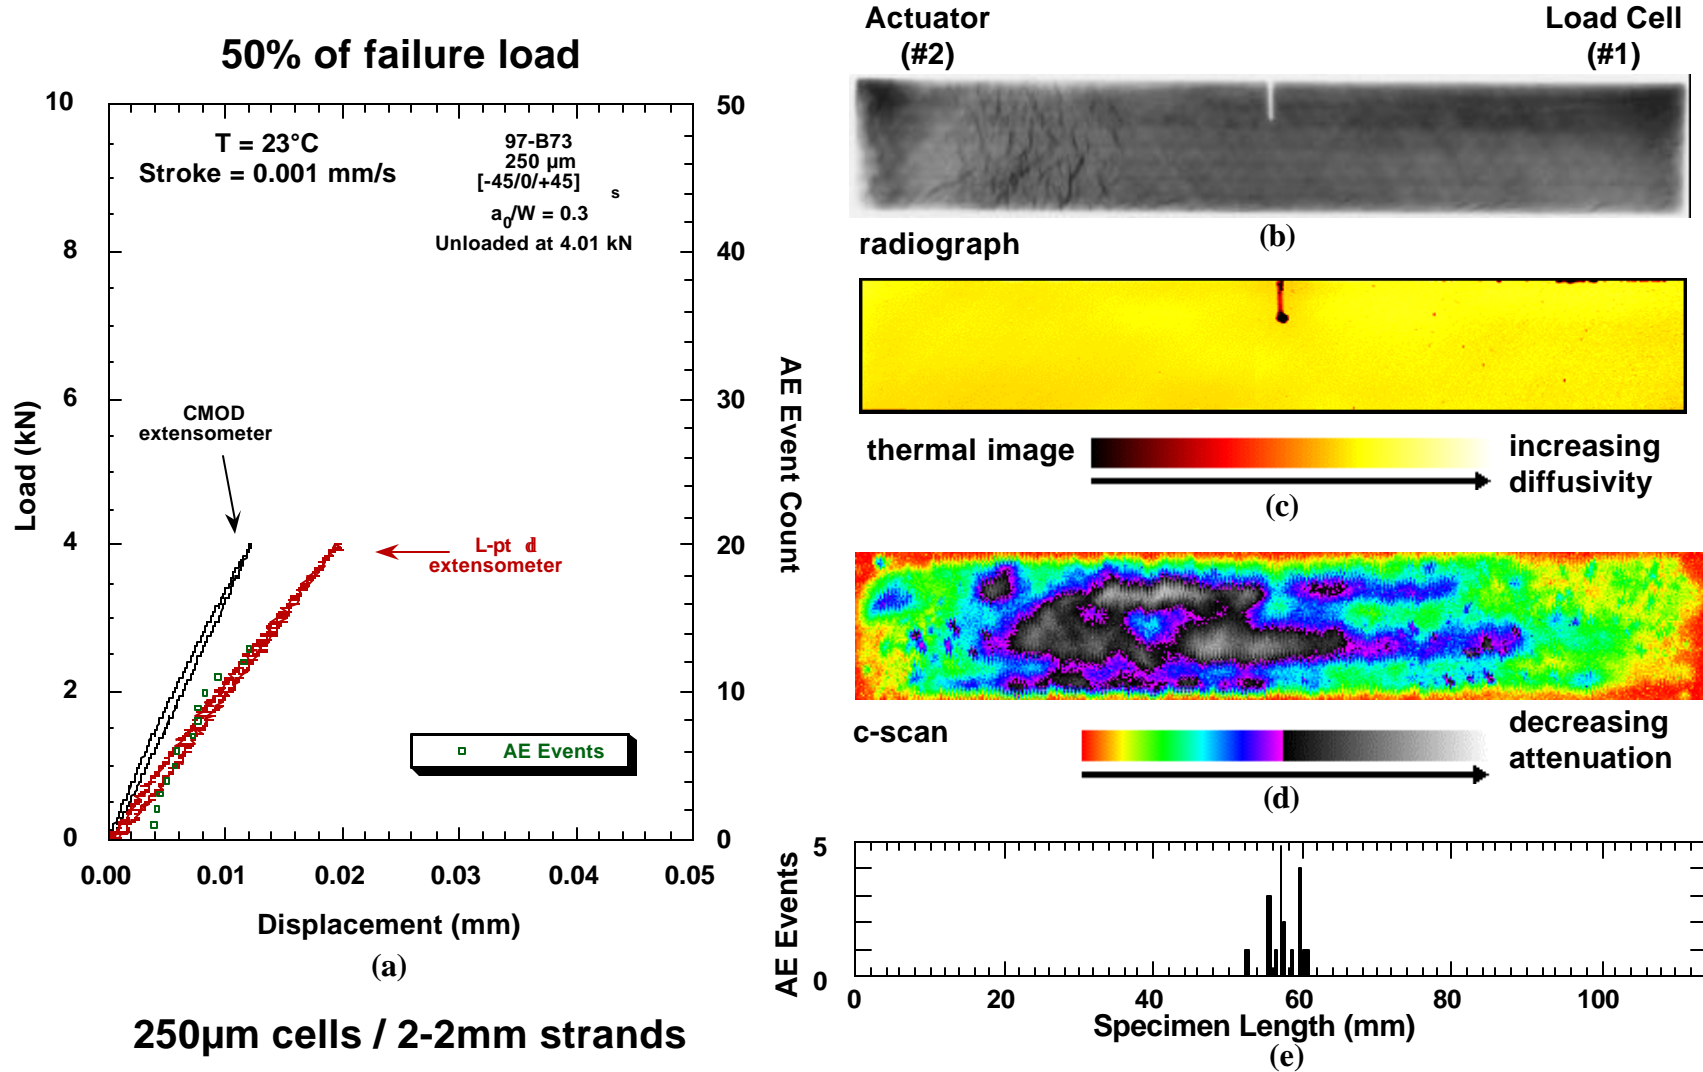 50% of failure load
10
8
6
4
2
0
Load (kN)
T = 23°C
Stroke = 0.001 mm/s
97-B73
250 µm
[-45/0/+45]
s
a0/W = 0.3
Unloaded at 4.01 kN
CMOD
extensometer
L-pt d
extensometer
AE Events
50
40
30
20
10
0
AE Event Count
0.00 0.01 0.02 0.03 0.04 0.05
Displacement (mm)
(a)
250µm cells / 2-2mm strands
Actuator
(#2)
Load Cell
(#1)
(b)
radiograph
thermal image
increasing
diffusivity
(c)
c-scan
decreasing
attenuation
(d)
5
0
AE Events
0 20 40 60 80 100
Specimen Length (mm)
(e)